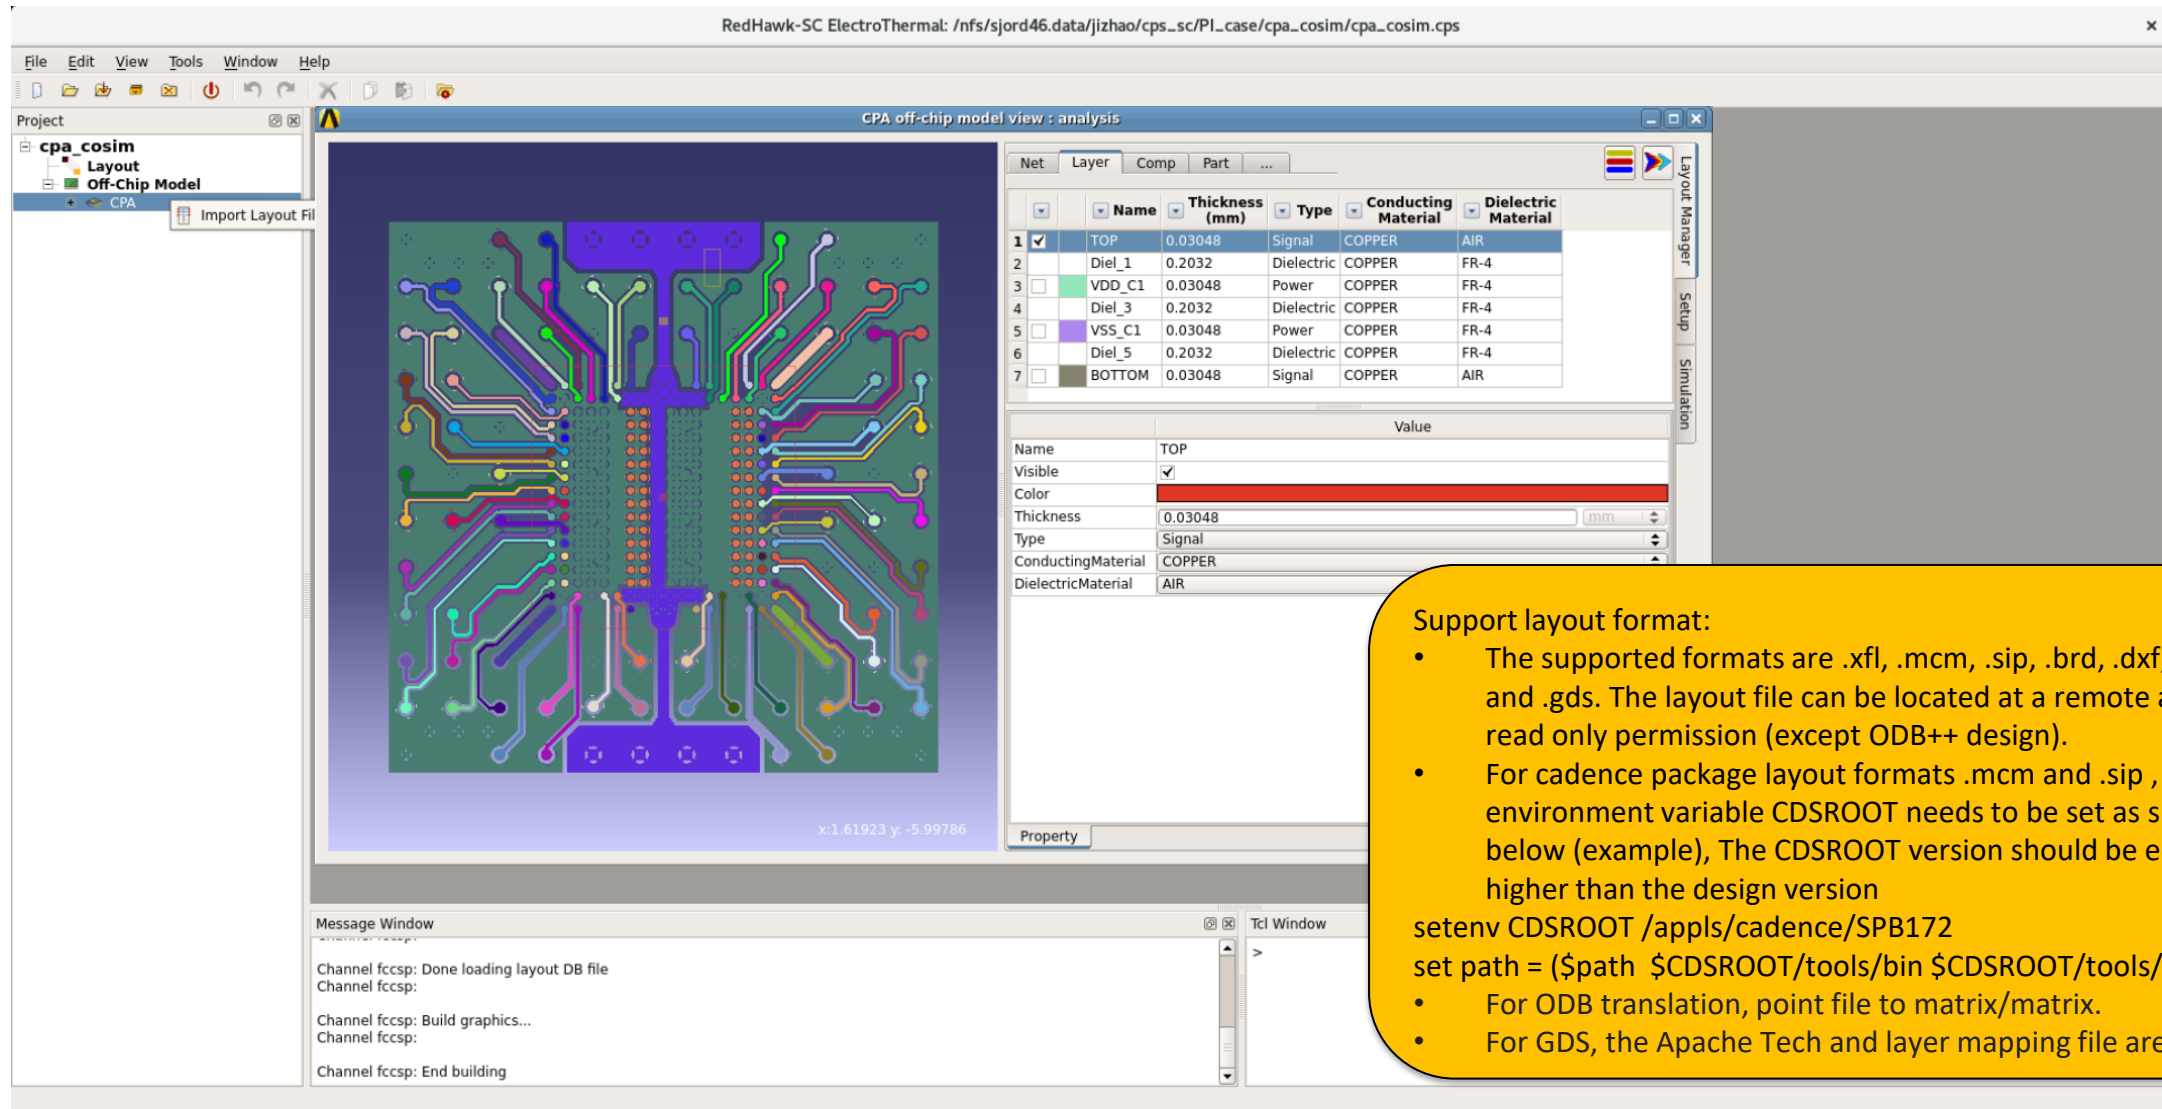 RedHawk-SC ElectroThermal: /nfs/sjord46.data/jizhao/cps_sc/PI_case/cpa_cosim/cpa_cosim.cps
File Edit View Tools Window Help
Project
cpa_cosim
Layout
Off-Chip Model
CPA
Import Layout Fil
CPA off-chip model view : analysis
Net Layer Comp Part ...
Name Thickness (mm) Type Conducting Material Dielectric Material
1 TOP 0.03048 Signal COPPER AIR
2 Diel_1 0.2032 Dielectric COPPER FR-4
3 VDD_C1 0.03048 Power COPPER FR-4
4 Diel_3 0.2032 Dielectric COPPER FR-4
5 VSS_C1 0.03048 Power COPPER FR-4
6 Diel_5 0.2032 Dielectric COPPER FR-4
7 BOTTOM 0.03048 Signal COPPER AIR
Layout Manager
Setup
Simulation
Value
Name TOP
Visible
Color
Thickness 0.03048 mm
Type Signal
ConductingMaterial COPPER
DielectricMaterial AIR
x:1.61923 y: -5.99786
Property
Message Window
Channel fccsp: Done loading layout DB file
Channel fccsp:
Channel fccsp: Build graphics...
Channel fccsp:
Channel fccsp: End building
Tcl Window
>
Support layout format:
• The supported formats are .xfl, .mcm, .sip, .brd, .dxf,
and .gds. The layout file can be located at a remote
read only permission (except ODB++ design).
• For cadence package layout formats .mcm and .sip ,
environment variable CDSROOT needs to be set as
below (example), The CDSROOT version should be
higher than the design version
setenv CDSROOT /appls/cadence/SPB172
set path = ($path $CDSROOT/tools/bin $CDSROOT/tools/
• For ODB translation, point file to matrix/matrix.
• For GDS, the Apache Tech and layer mapping file are